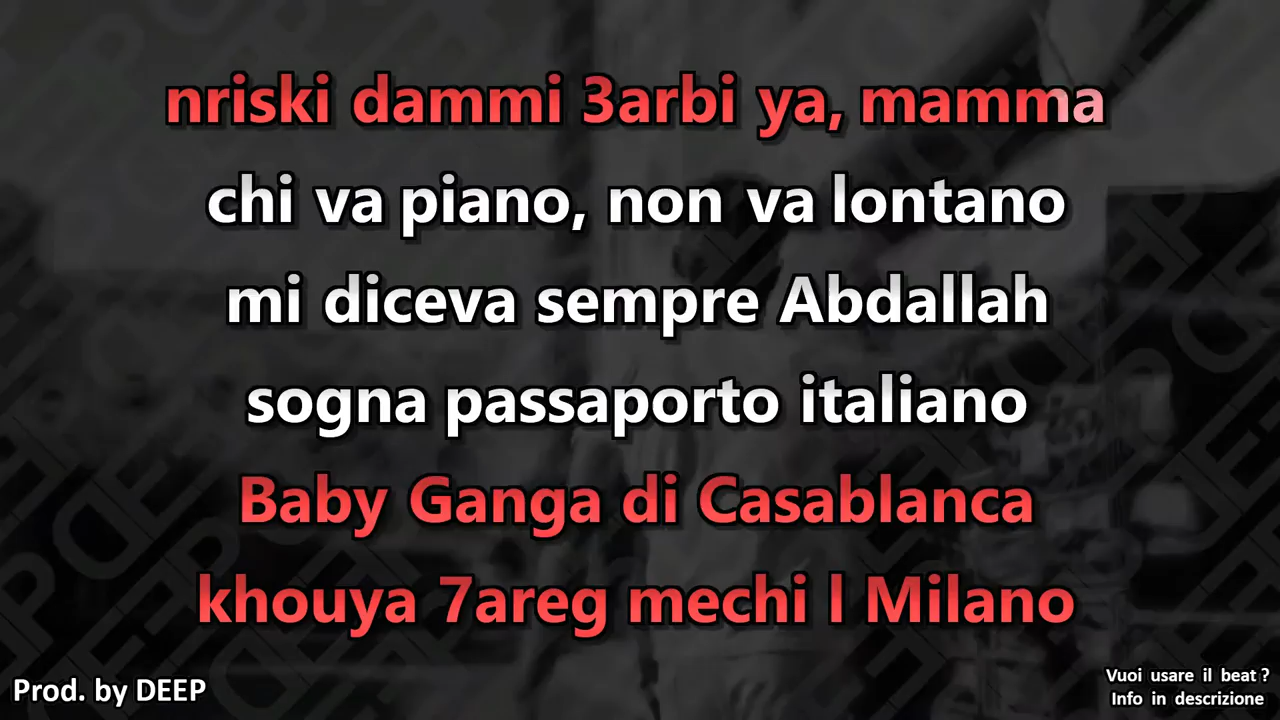 nriski dammi 3arbi ya, mamma
chi va piano, non va lontano
mi diceva sempre Abdallah
sogna passaporto italiano
Baby Ganga di Casablanca
khouya 7areg mechi l Milano
Prod. by DEEP
Vuoi usare il beat ?
Info in descrizione